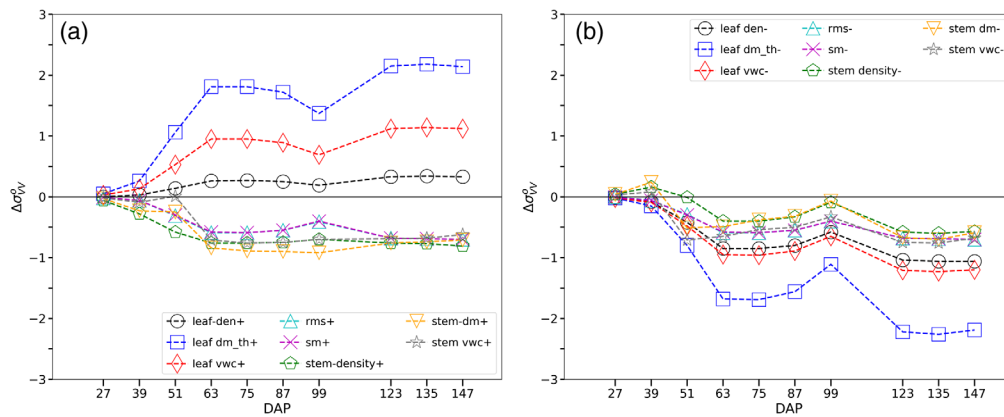 (a)
3
2
1
0
−1
−2
−3
Δσ°VV
27 39 51 63 75 87 99 123 135 147
DAP
leaf-den+ rms+ stem-dm+
leaf dm_th+ sm+ stem vwc+
leaf vwc+ stem-density+
(b)
3
2
1
0
−1
−2
−3
Δσ°VV
27 39 51 63 75 87 99 123 135 147
DAP
leaf den- rms- stem dm-
leaf dm_th- sm- stem vwc-
leaf vwc- stem density-